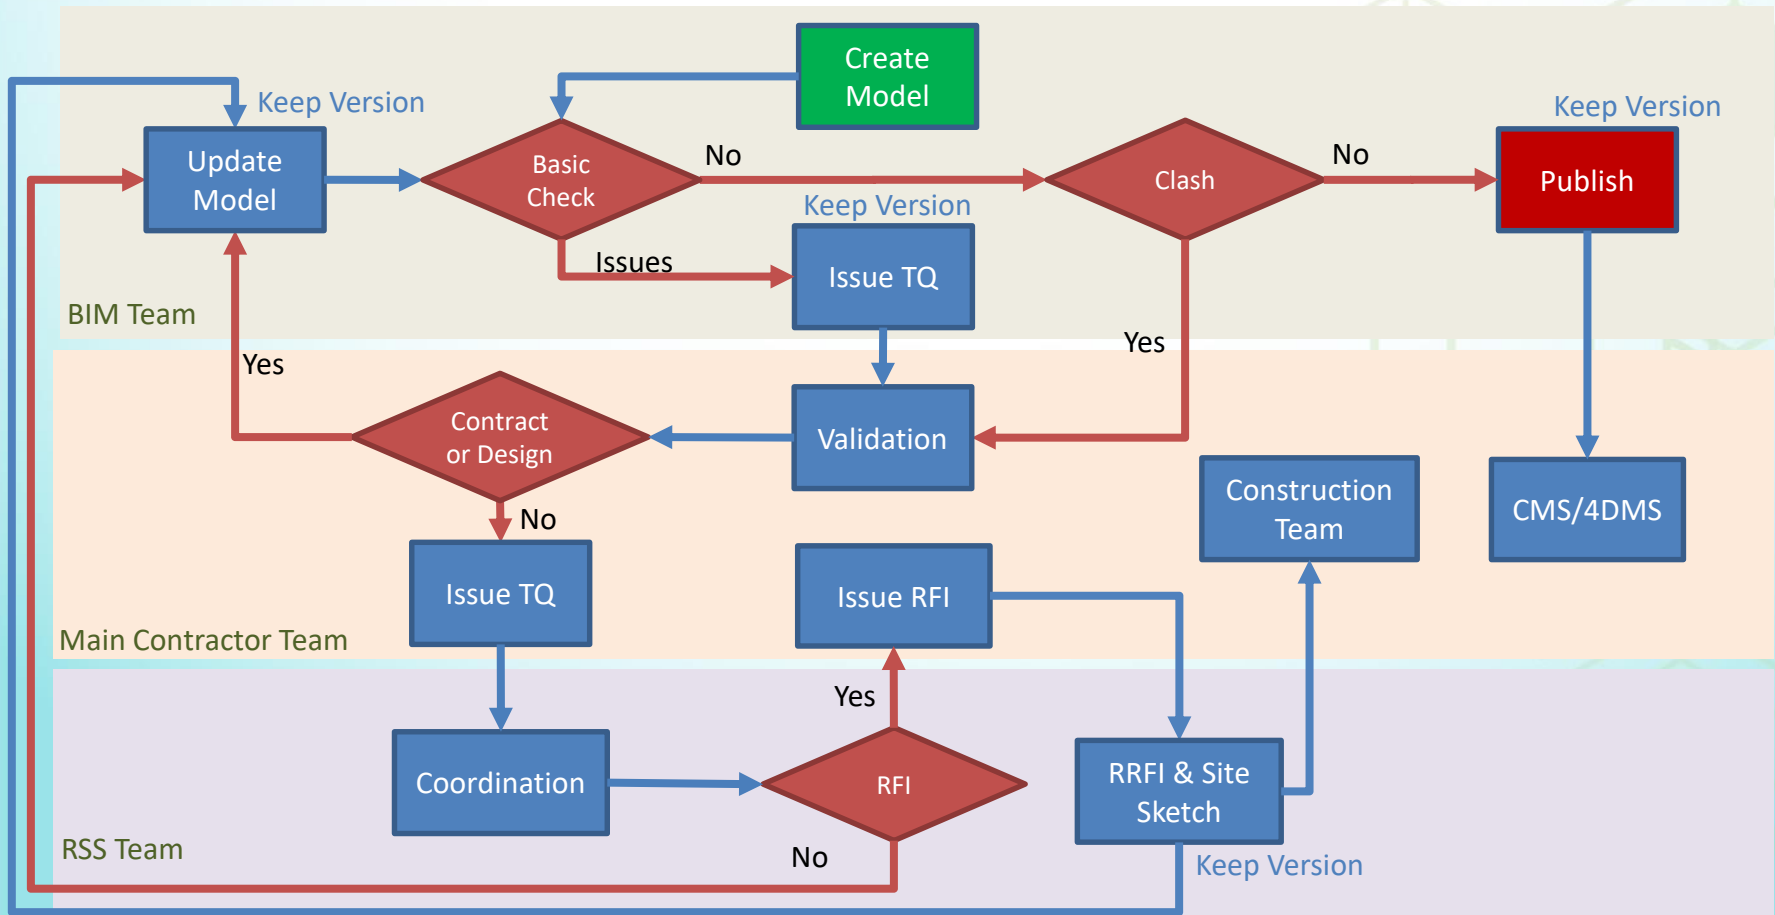 Create
Model
Keep Version
Keep Version
Update
Model
Basic
Check
No
Clash
No
Publish
Keep Version
Issues
Issue TQ
BIM Team
Yes
Yes
Contract
or Design
Validation
Construction
Team
CMS/4DMS
No
Issue TQ
Issue RFI
Main Contractor Team
Yes
Coordination
RFI
RRFI & Site
Sketch
RSS Team
No
Keep Version